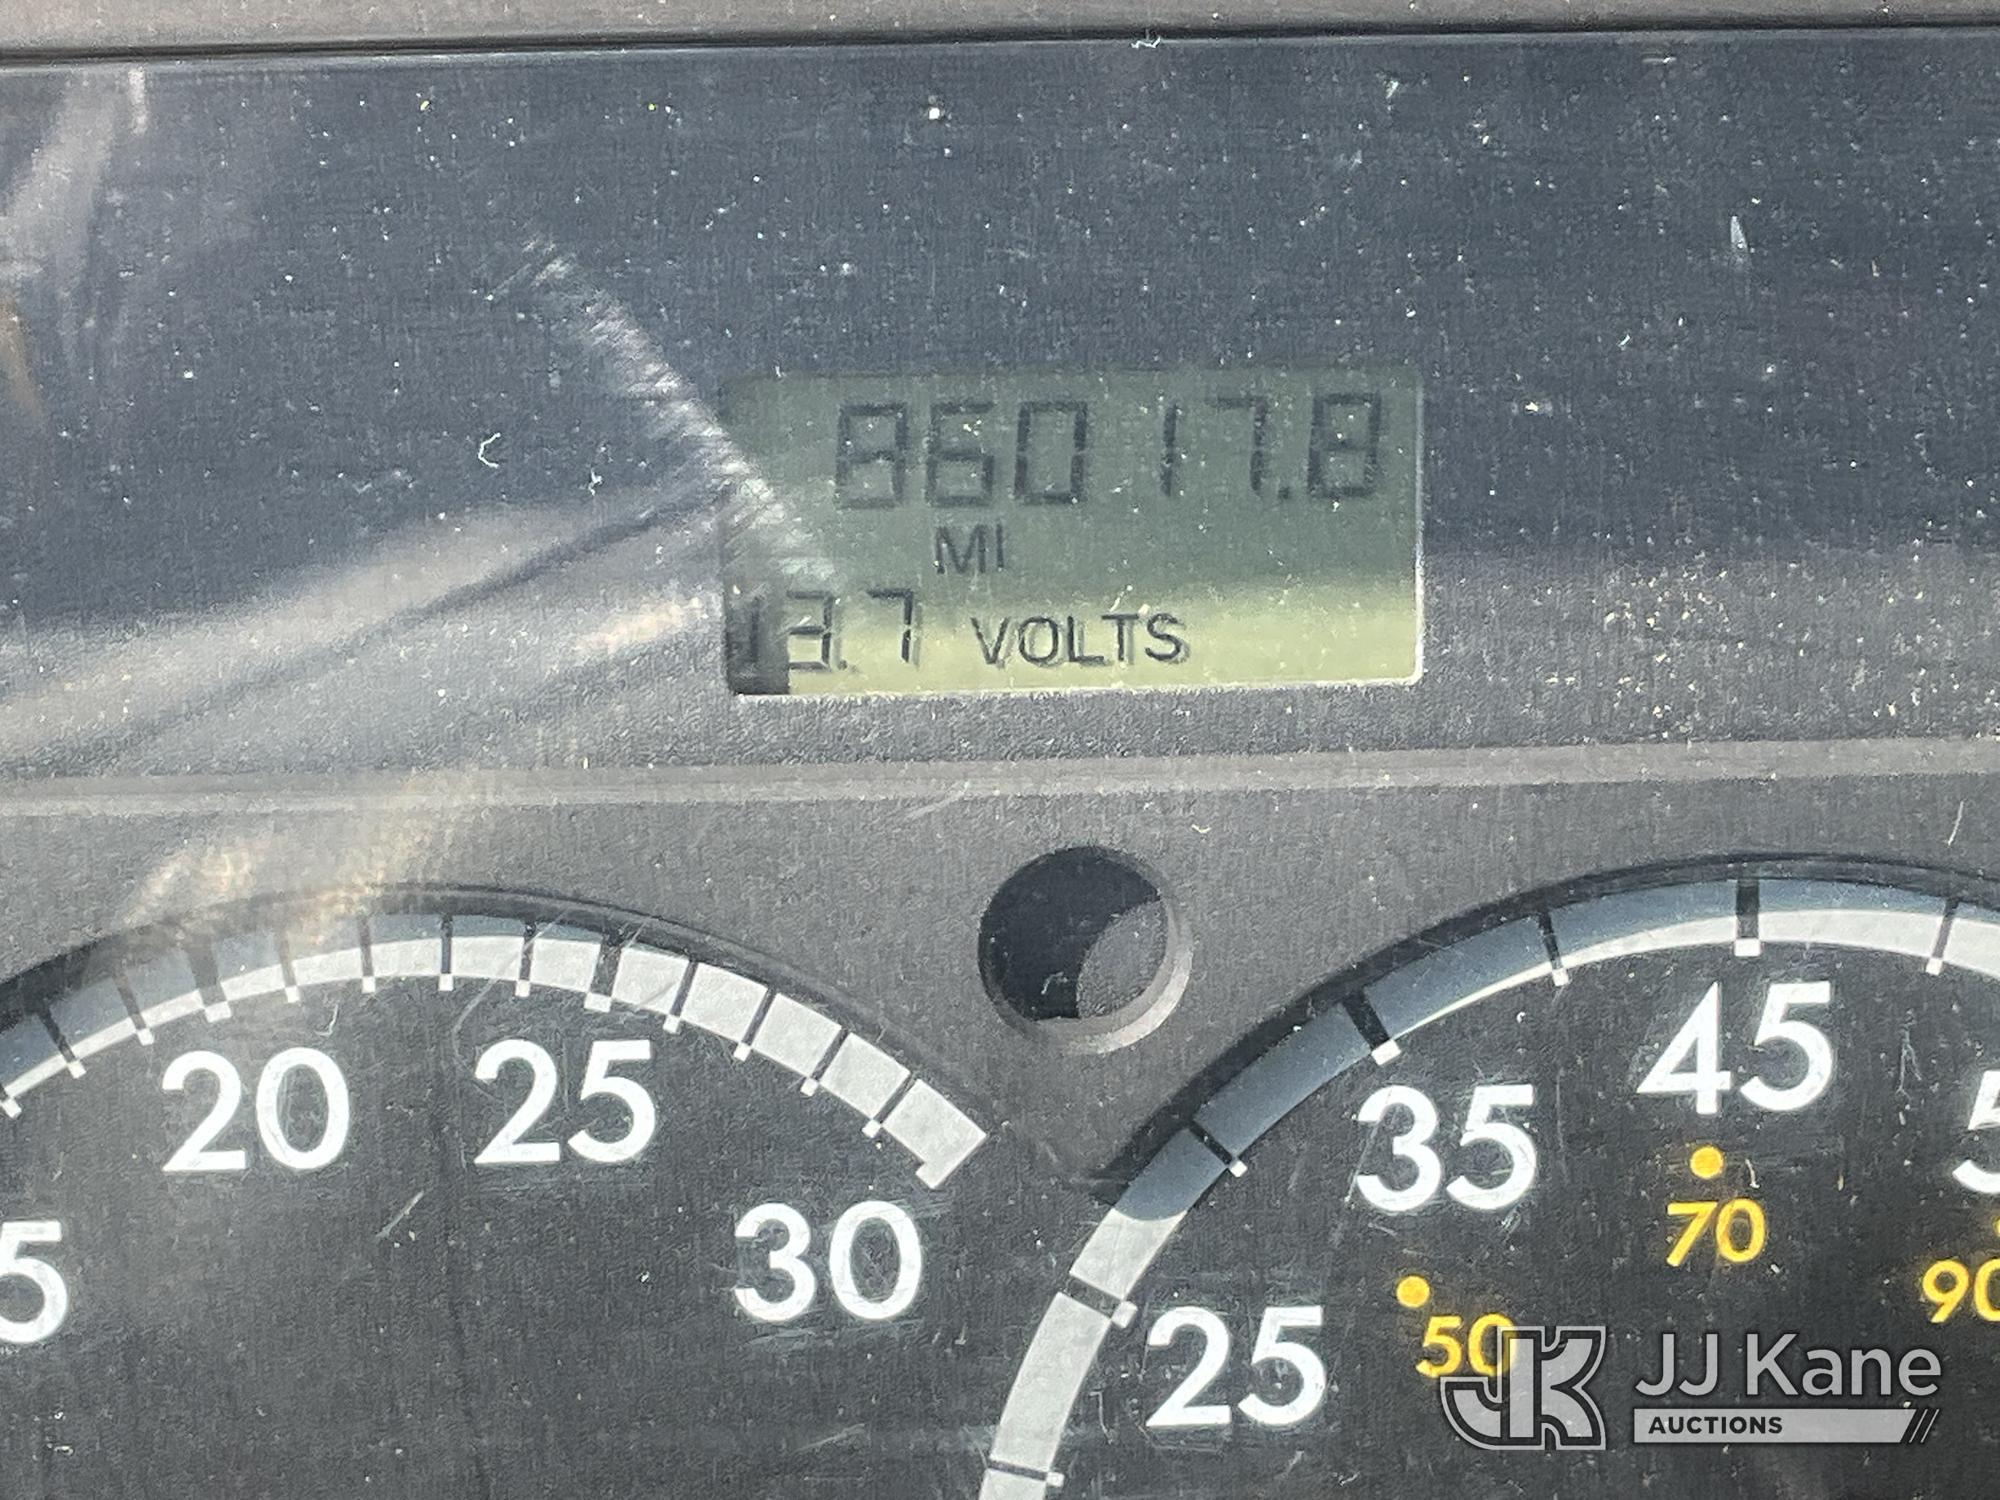 86017.8
MI
13.7 VOLTS
20 25 30
25 35 45
50 70 90
JJ Kane
AUCTIONS